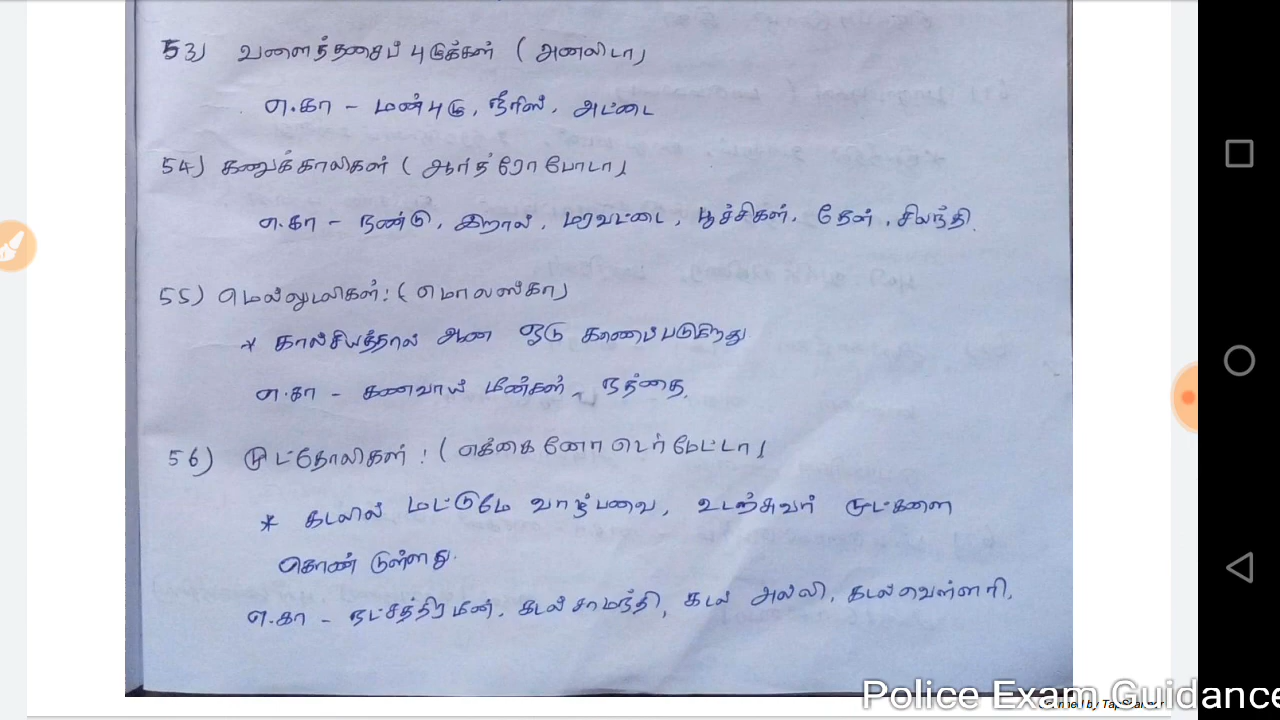 53) வளைத்தசைப் புழுக்கள் ( அனலிடா )
எ.கா - மண்புழு, நீரிஸ், அட்டை
54) கணுக்காலிகள் ( ஆர்த்ரோ போடா )
எ.கா - நண்டு, இறால், மரவட்டை, பூச்சிகள், தேள், சிலந்தி.
55) மெல்லுடலிகள் : ( மொலஸ்கா )
* கால்சியத்தால் ஆன ஓடு காணப்படுகிறது.
எ.கா - கணவாய் மீன்கள், நத்தை.
56) முட்தோலிகள் : ( எக்கைனோ டெர்மேட்டா )
* கடலில் மட்டுமே வாழ்பவை, உடற்சுவர் முட்களை
கொண்டுள்ளது.
எ.கா - நட்சத்திர மீன், கடல் சாமந்தி, கடல் அல்லி, கடல் வெள்ளரி.
Police Exam Guidance